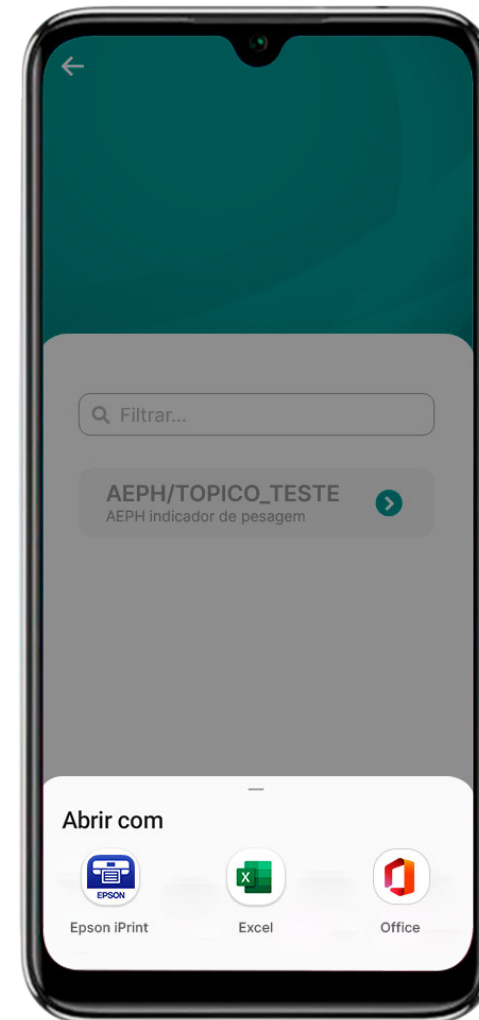 Filtrar...
AEPH/TOPICO_TESTE
AEPH indicador de pesagem
Abrir com
EPSON
X
Epson iPrint
Excel
Office